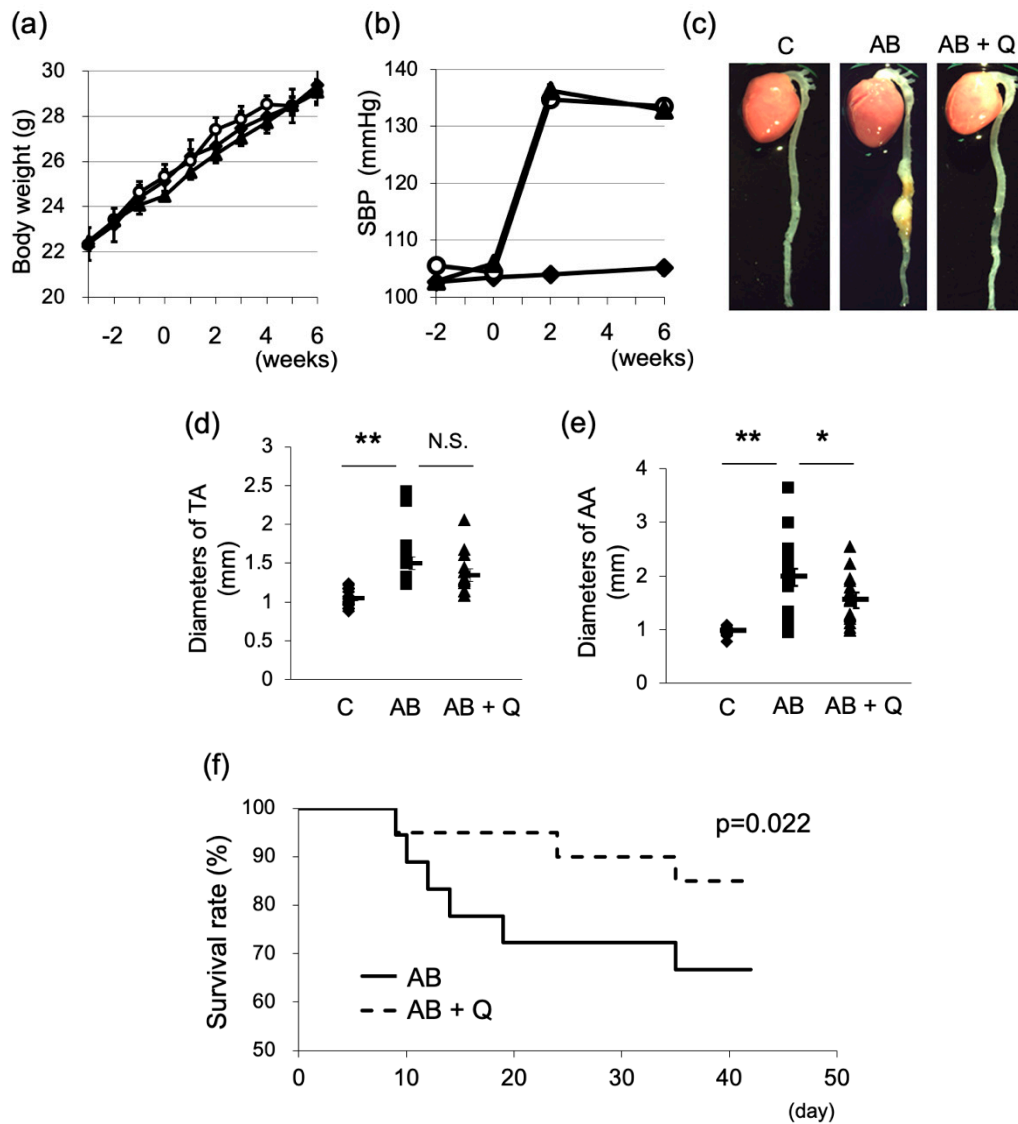 (a)
Body weight (g)
30
28
26
24
22
20
-2 0 2 4 6
(weeks)
(b)
SBP (mmHg)
140
130
120
110
100
-2 0 2 4 6
(weeks)
(c)
C AB AB + Q
(d)
Diameters of TA
(mm)
3
2.5
2
1.5
1
0.5
0
** N.S.
C AB AB + Q
(e)
Diameters of AA
(mm)
4
3
2
1
0
** *
C AB AB + Q
(f)
Survival rate (%)
100
90
80
70
60
50
p=0.022
AB
AB + Q
0 10 20 30 40 50
(day)